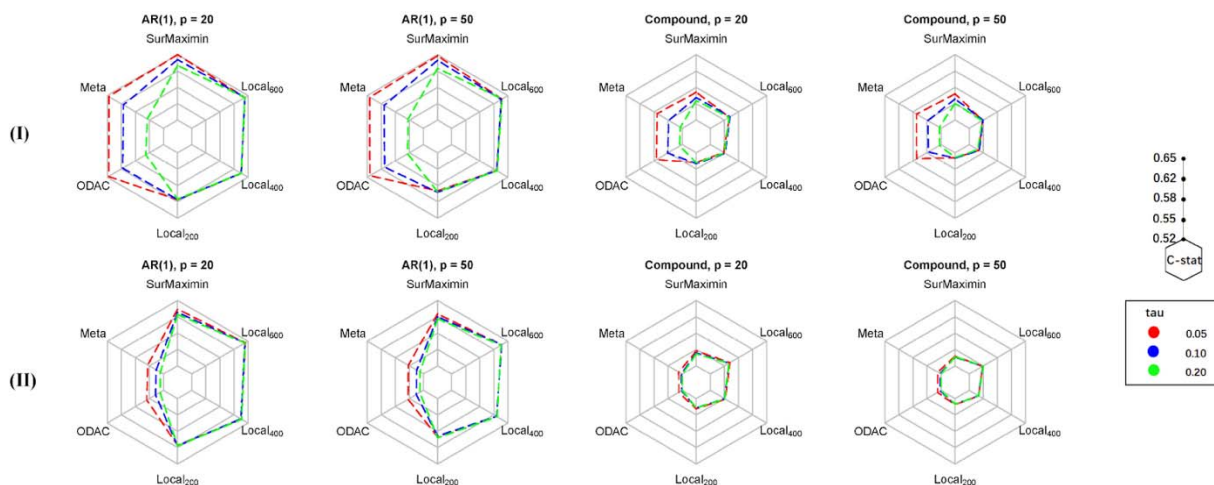 AR(1), p = 20
SurMaximin
Local600
Local400
Local200
ODAC
Meta
AR(1), p = 50
SurMaximin
Local600
Local400
Local200
ODAC
Meta
Compound, p = 20
SurMaximin
Local600
Local400
Local200
ODAC
Meta
Compound, p = 50
SurMaximin
Local600
Local400
Local200
ODAC
Meta
(I)
AR(1), p = 20
SurMaximin
Local600
Local400
Local200
ODAC
Meta
AR(1), p = 50
SurMaximin
Local600
Local400
Local200
ODAC
Meta
Compound, p = 20
SurMaximin
Local600
Local400
Local200
ODAC
Meta
Compound, p = 50
SurMaximin
Local600
Local400
Local200
ODAC
Meta
(II)
0.65
0.62
0.58
0.55
0.52
C-stat
tau
0.05
0.10
0.20